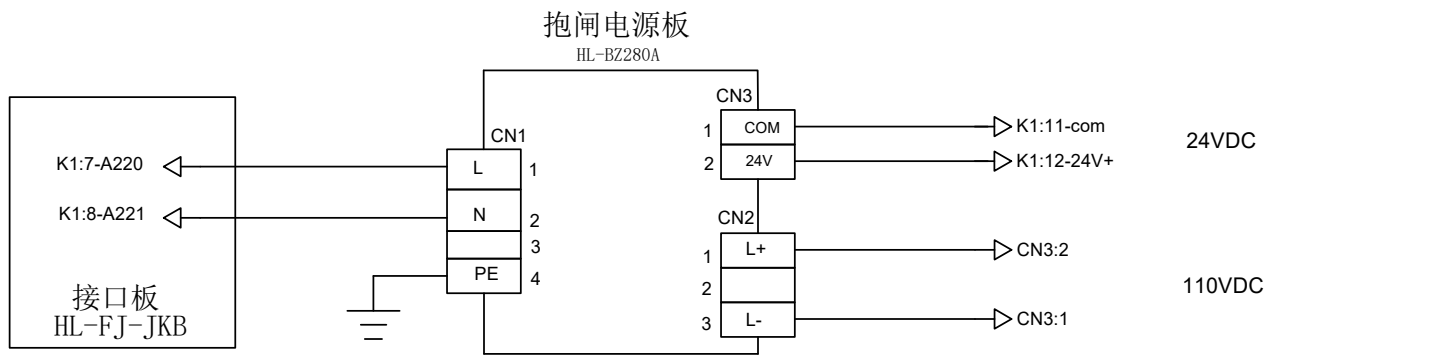 抱闸电源板
HL-BZ280A
CN3
1 COM K1:11-com
2 24V K1:12-24V+
24VDC
CN1
K1:7-A220 L 1
K1:8-A221 N 2
3
PE 4
CN2
1 L+ CN3:2
2
3 L- CN3:1
110VDC
接口板
HL-FJ-JKB